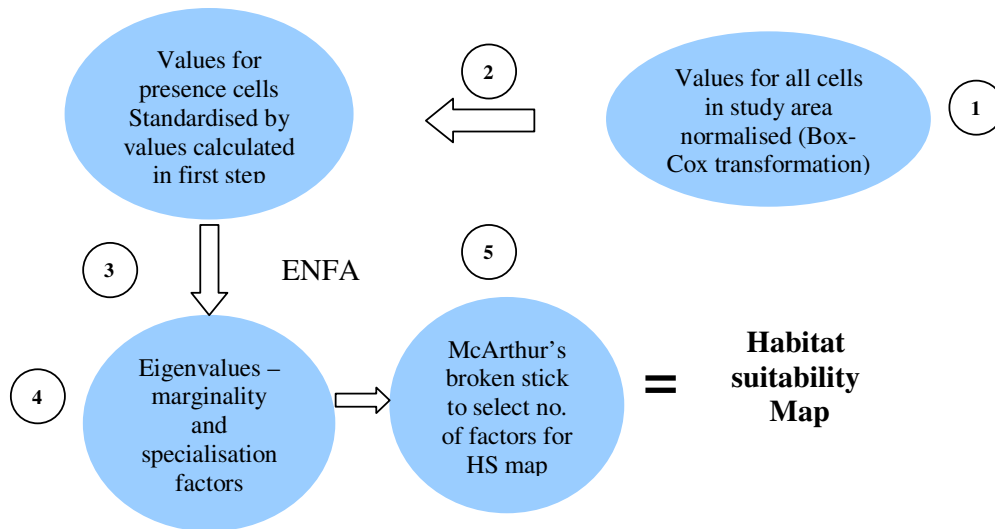 1
Values for all cells
in study area
normalised (Box-
Cox transformation)
2
Values for
presence cells
Standardised by
values calculated
in first step
3
ENFA
4
Eigenvalues –
marginality
and
specialisation
factors
5
McArthur's
broken stick
to select no.
of factors for
HS map
=
Habitat
suitability
Map